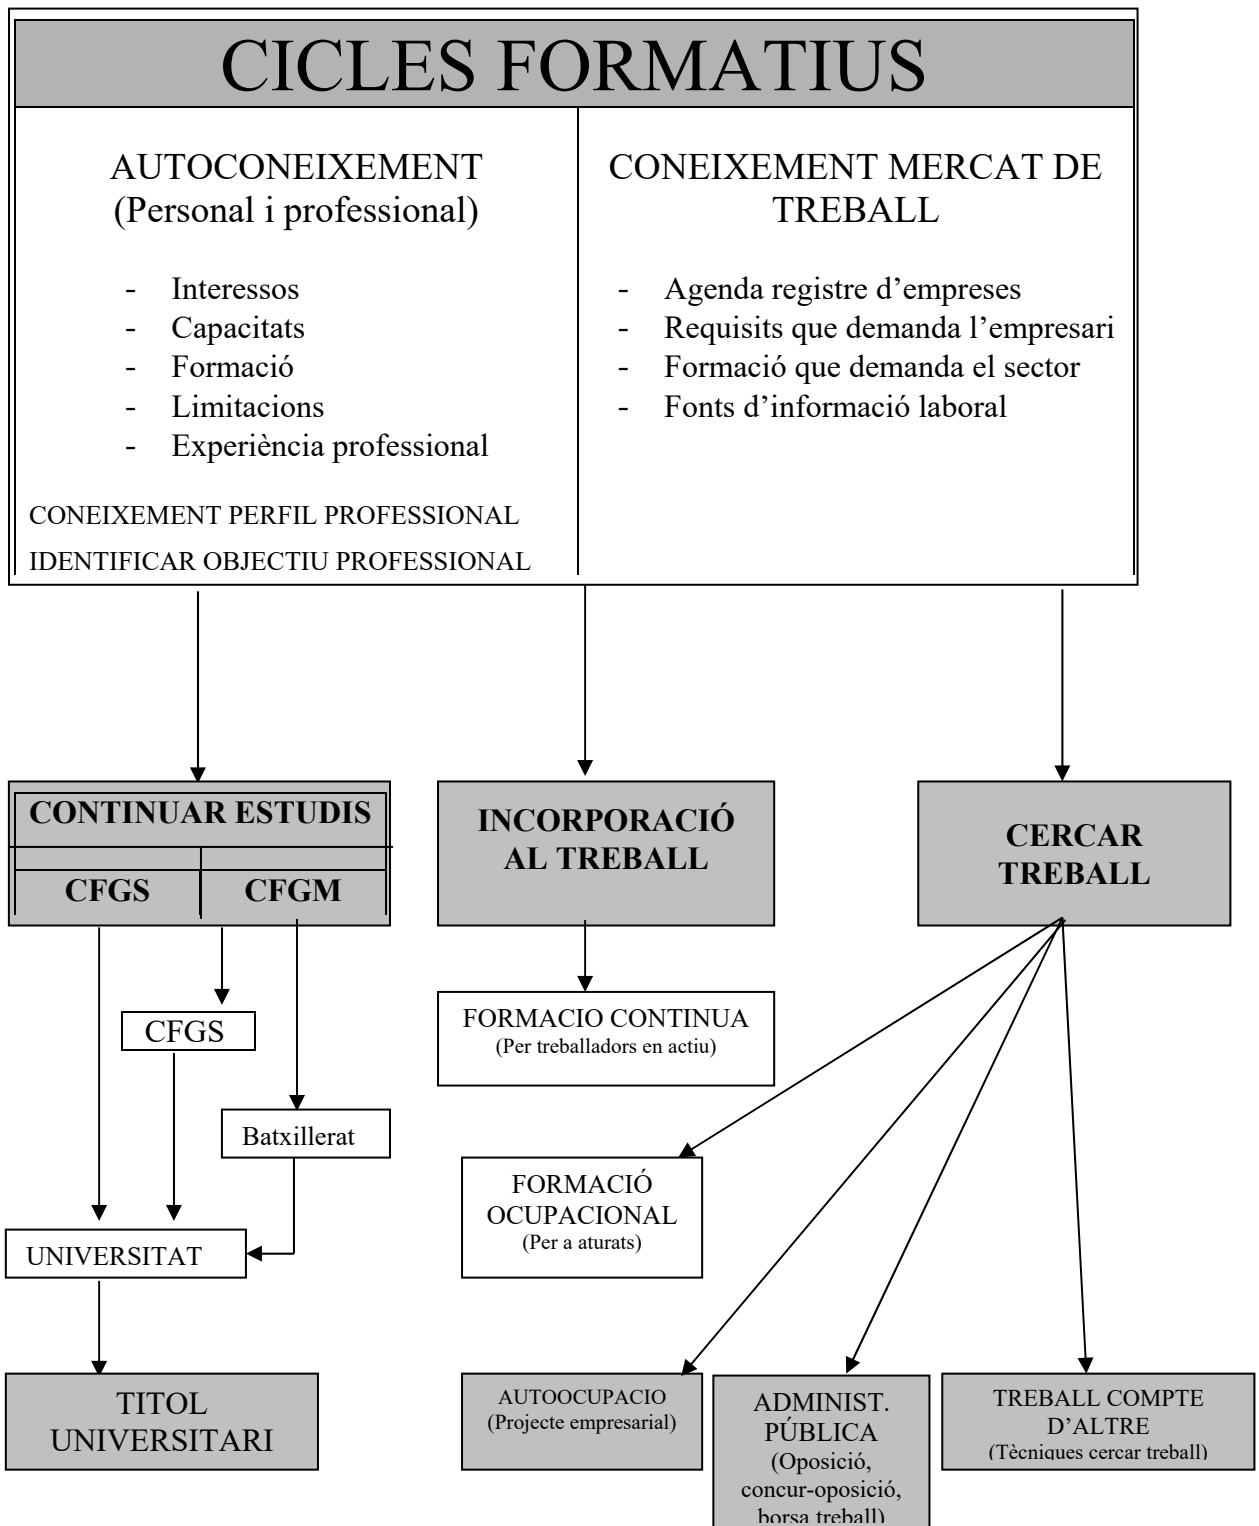 CICLES FORMATIUS
AUTOCONEIXEMENT
(Personal i professional)
- Interessos
- Capacitats
- Formació
- Limitacions
- Experiència professional
CONEIXEMENT PERFIL PROFESSIONAL
IDENTIFICAR OBJECTIU PROFESSIONAL
CONEIXEMENT MERCAT DE
TREBALL
- Agenda registre d’empreses
- Requisits que demanda l’empresari
- Formació que demanda el sector
- Fonts d’informació laboral
CONTINUAR ESTUDIS
CFGS
CFGM
INCORPORACIÓ
AL TREBALL
CERCAR
TREBALL
CFGS
FORMACIO CONTINUA
(Per treballadors en actiu)
Batxillerat
FORMACIÓ
OCUPACIONAL
(Per a aturats)
UNIVERSITAT
TITOL
UNIVERSITARI
AUTOOCUPACIO
(Projecte empresarial)
ADMINIST.
PÚBLICA
(Oposició,
concur-oposició,
borsa treball)
TREBALL COMPTE
D’ALTRE
(Tècniques cercar treball)